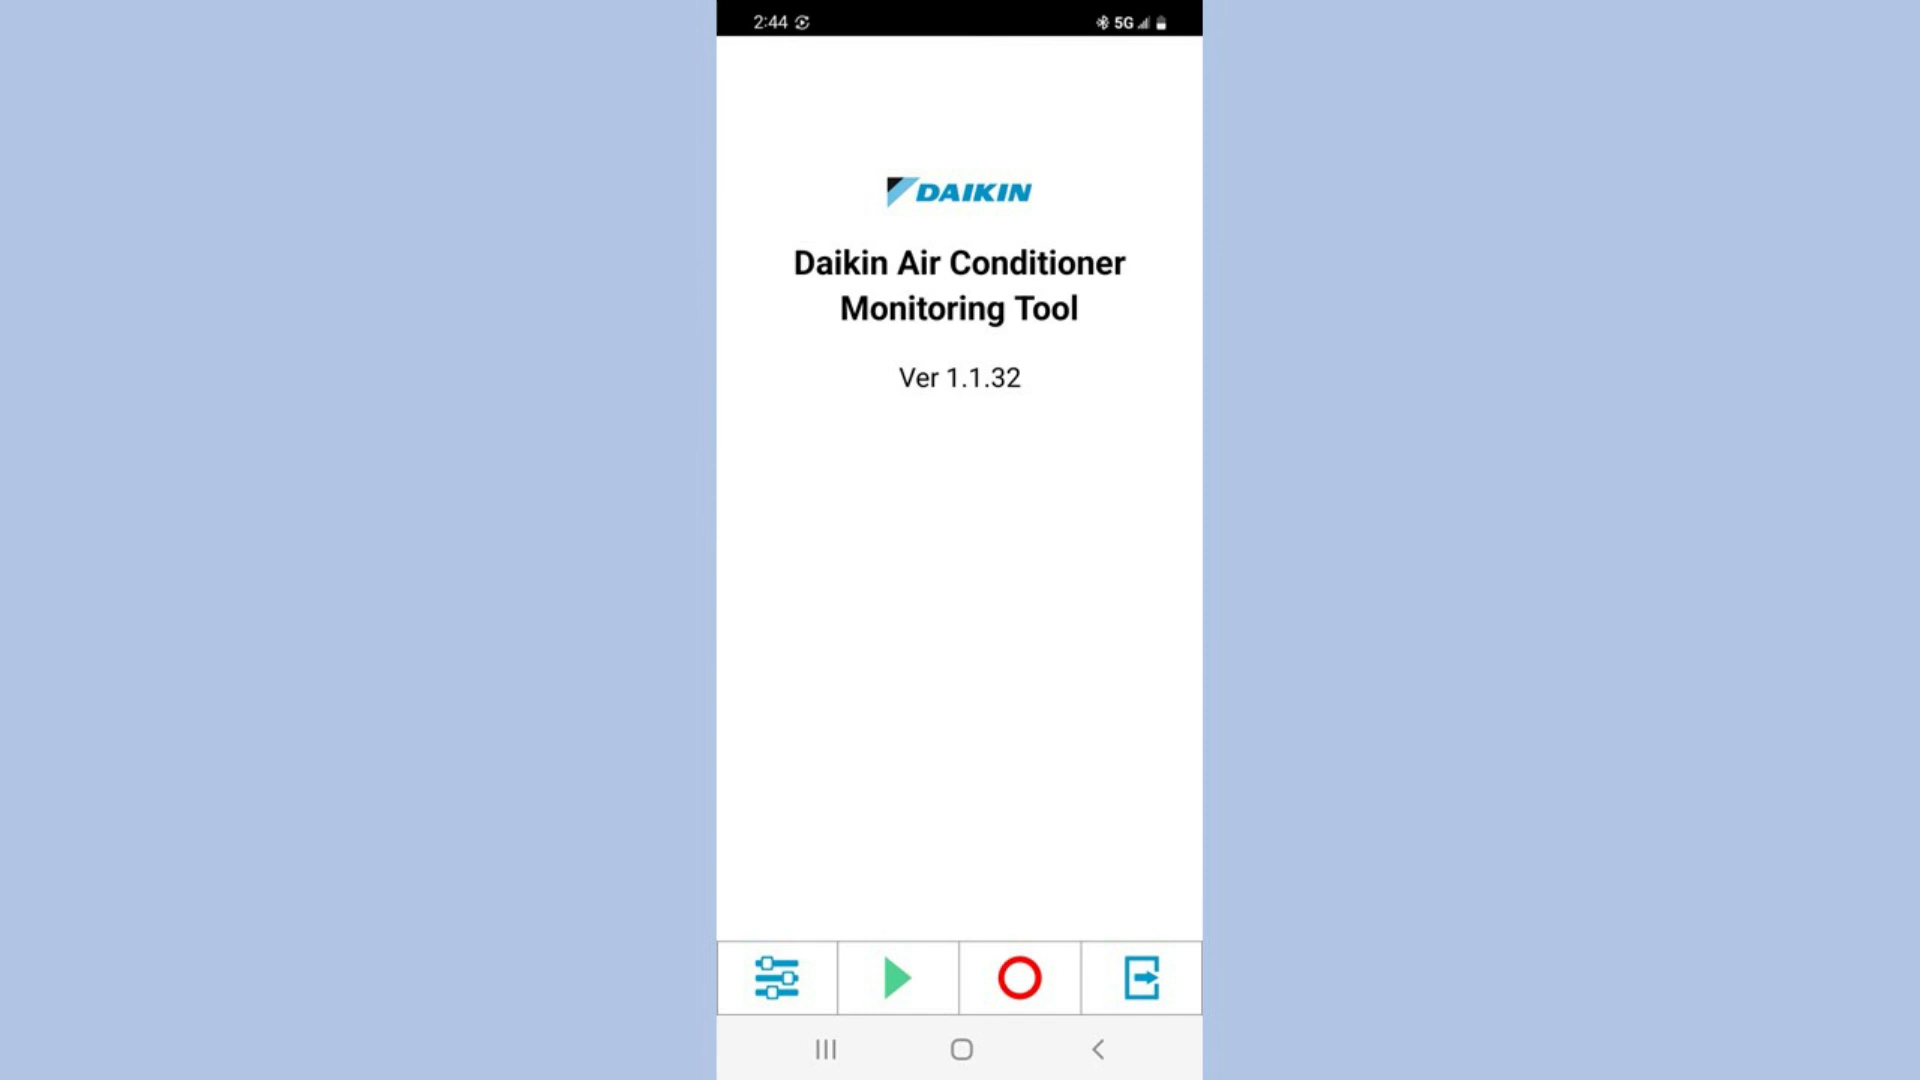 2:44
5G
DAIKIN
Daikin Air Conditioner
Monitoring Tool
Ver 1.1.32